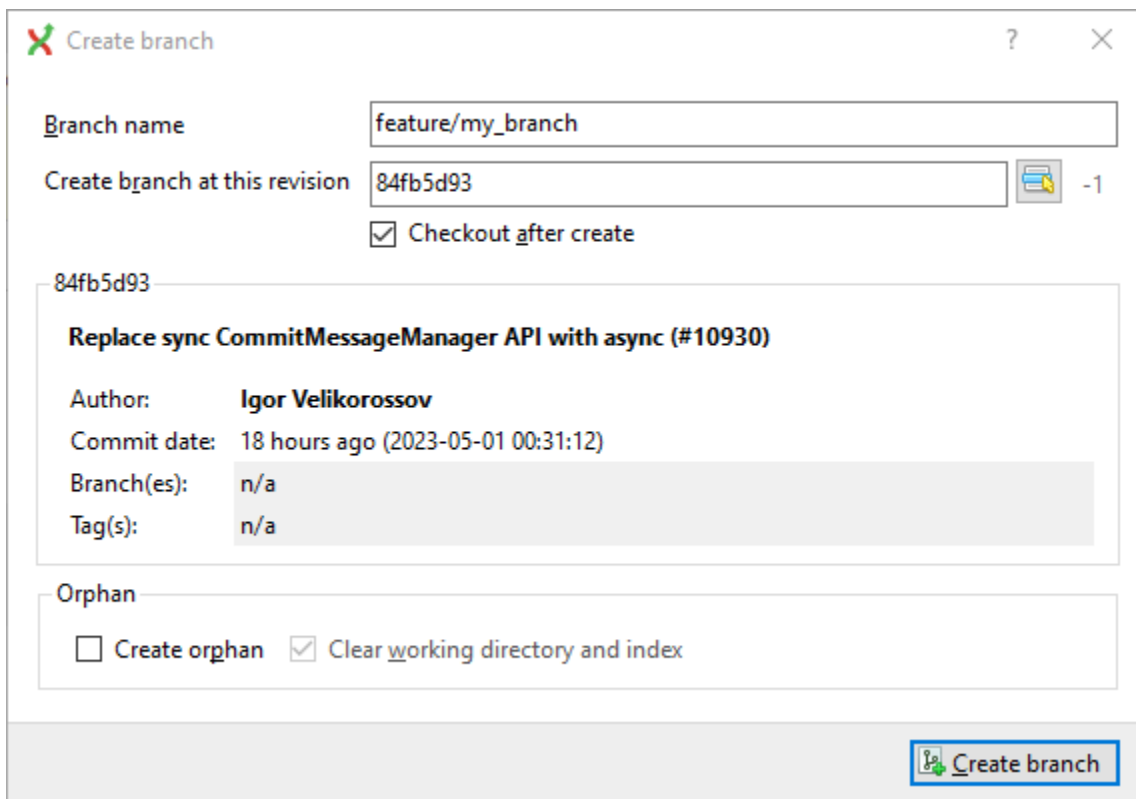 Create branch
?
Branch name feature/my_branch
Create branch at this revision 84fb5d93 -1
Checkout after create
84fb5d93
Replace sync CommitMessageManager API with async (#10930)
Author: Igor Velikorossov
Commit date: 18 hours ago (2023-05-01 00:31:12)
Branch(es): n/a
Tag(s): n/a
Orphan
Create orphan Clear working directory and index
Create branch